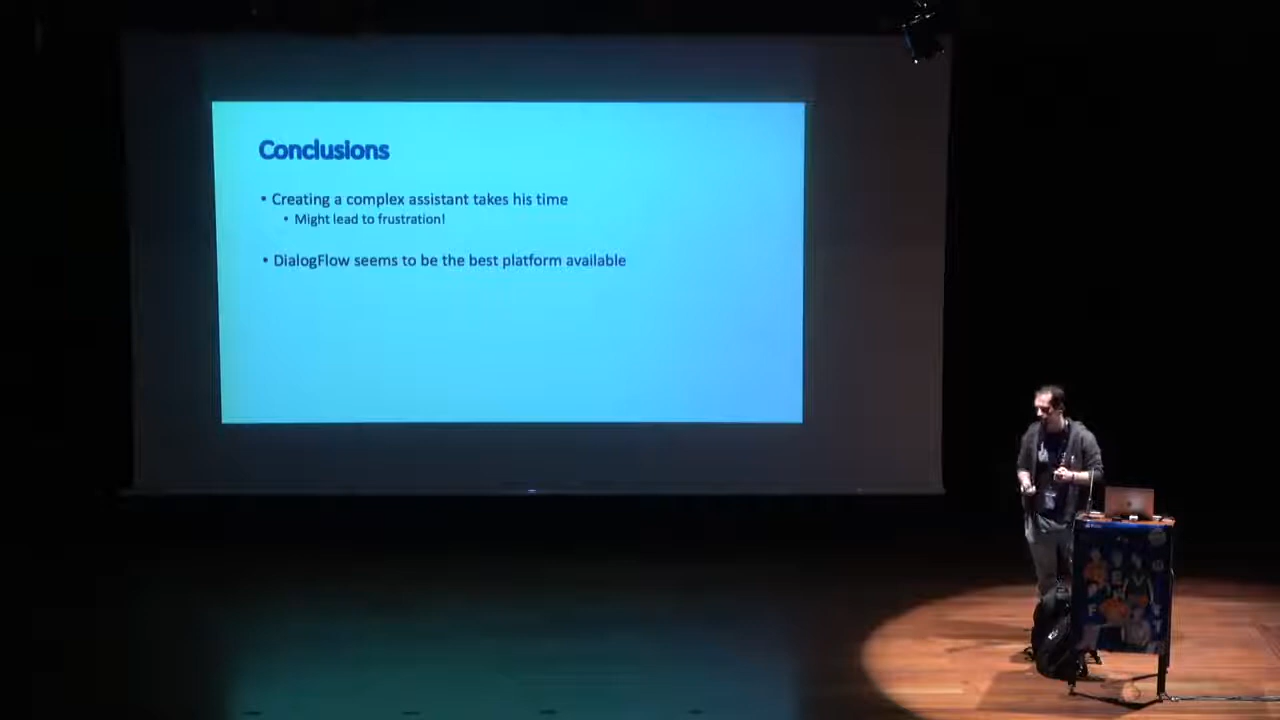 Conclusions
• Creating a complex assistant takes his time
• Might lead to frustration!
• DialogFlow seems to be the best platform available